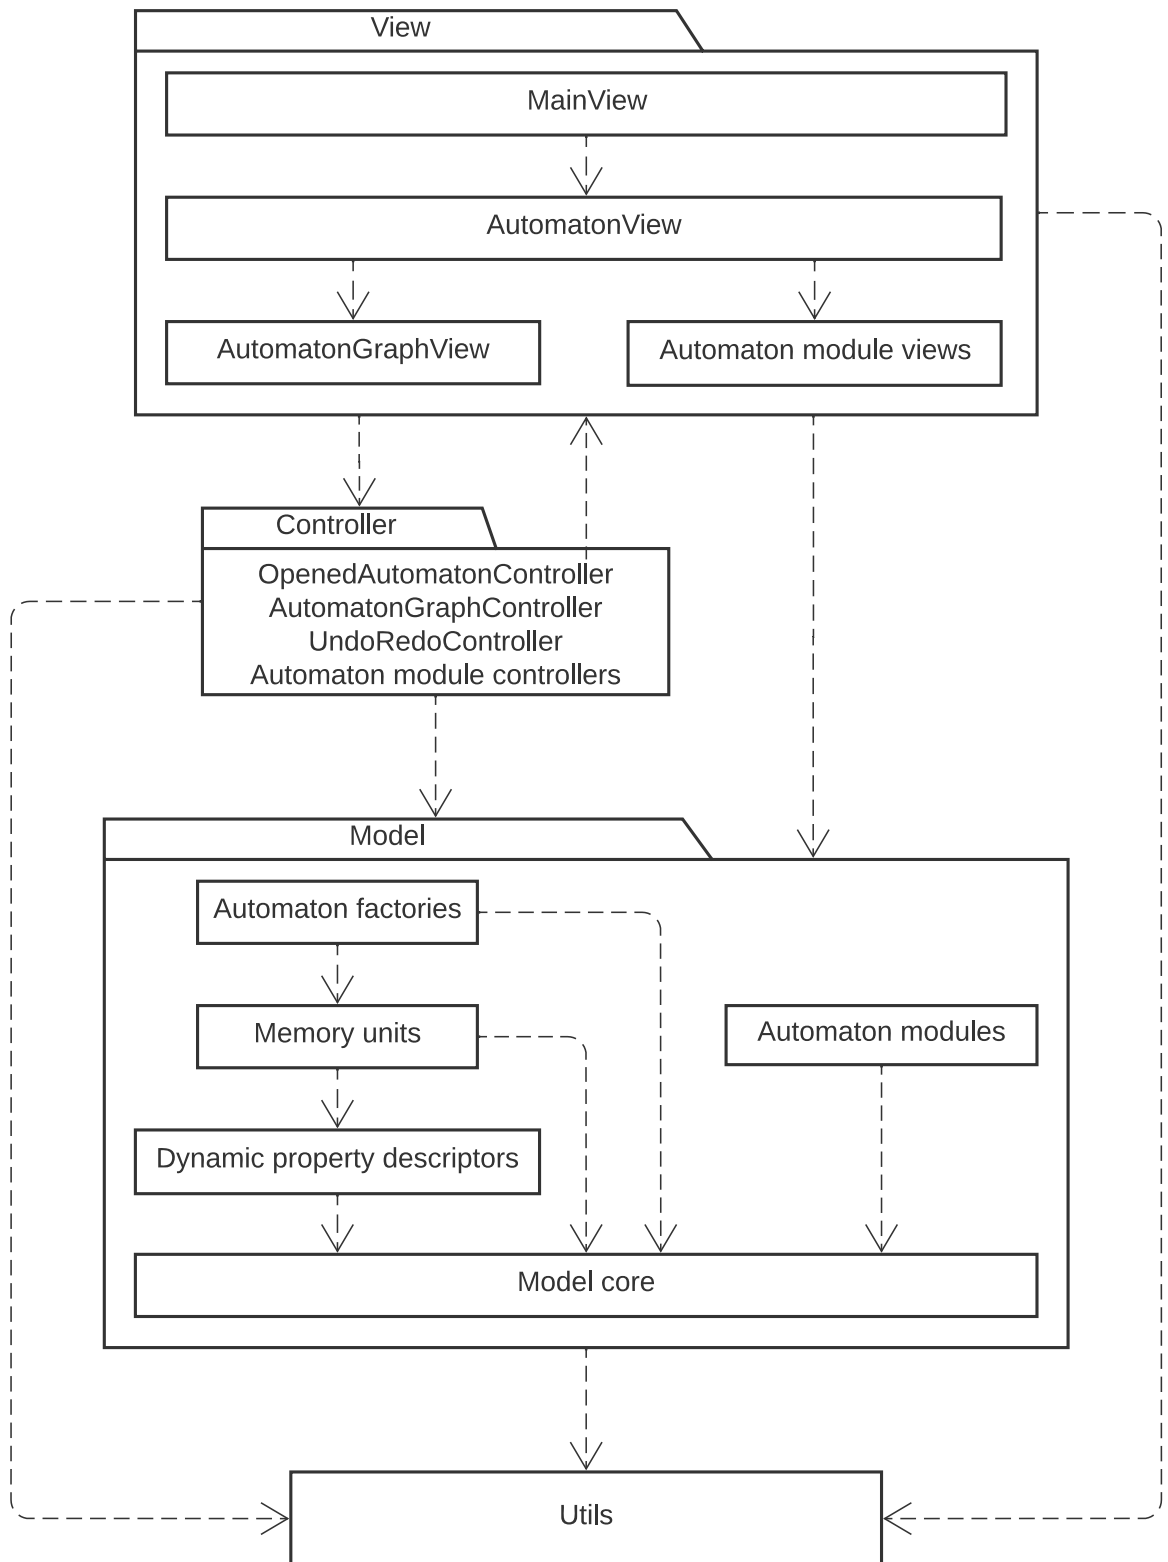 View
MainView
AutomatonView
AutomatonGraphView
Automaton module views
Controller
OpenedAutomatonController
AutomatonGraphController
UndoRedoController
Automaton module controllers
Model
Automaton factories
Memory units
Automaton modules
Dynamic property descriptors
Model core
Utils